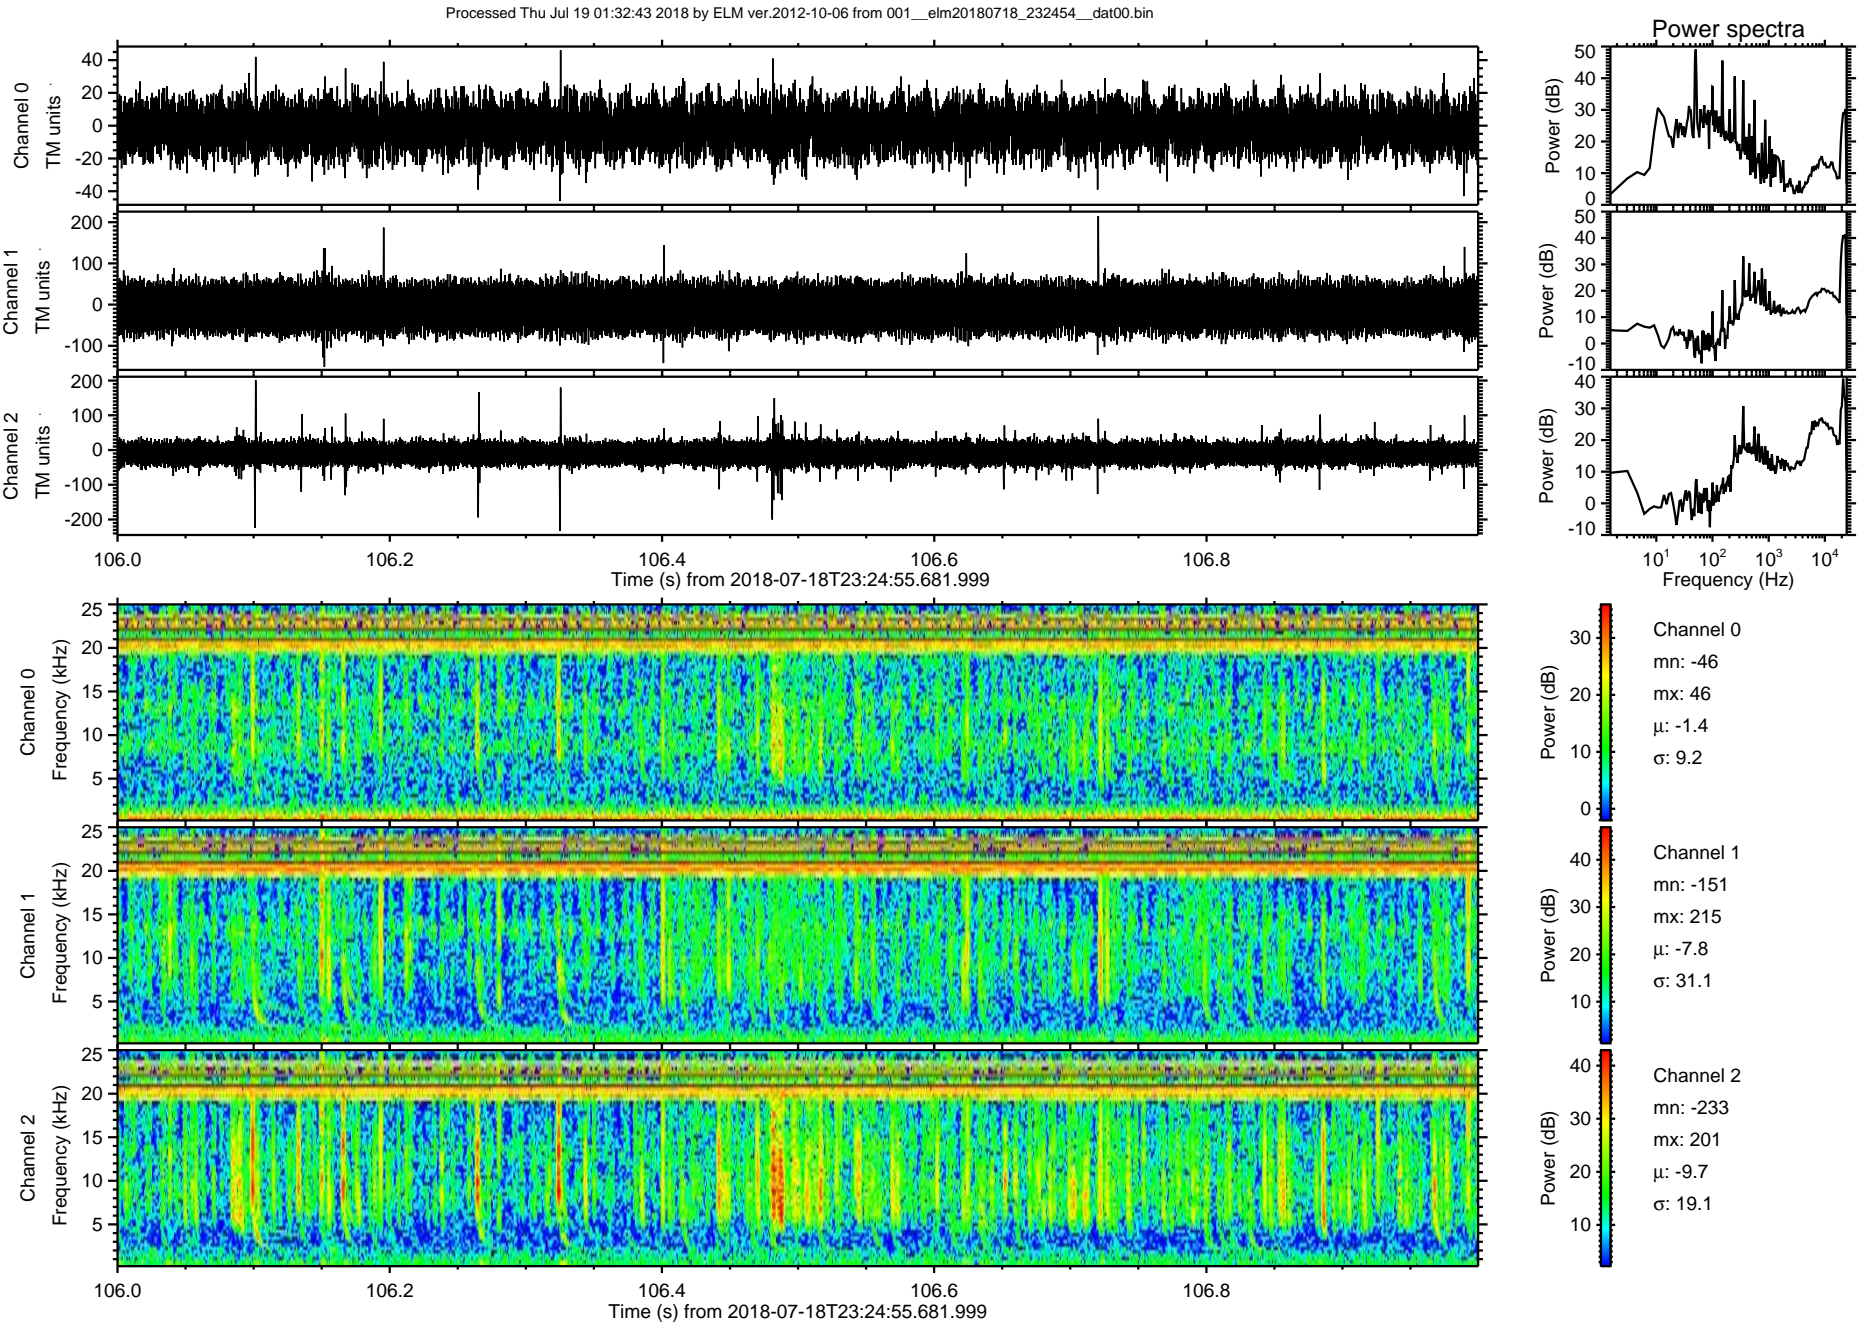 Processed Thu Jul 19 01:32:43 2018 by ELM ver.2012-10-06 from 001__elm20180718_232454__dat00.bin
Power spectra
Channel 0
TM units
40
20
0
-20
-40
Power (dB)
50
40
30
20
10
0
Channel 1
TM units
200
100
0
-100
Power (dB)
50
40
30
20
10
0
-10
Channel 2
TM units
200
100
0
-100
-200
Power (dB)
40
30
20
10
0
-10
106.0 106.2 106.4 106.6 106.8
Time (s) from 2018-07-18T23:24:55.681.999
10^1 10^2 10^3 10^4
Frequency (Hz)
Channel 0
Frequency (kHz)
25
20
15
10
5
Power (dB)
30
20
10
0
Channel 0
mn: -46
mx: 46
µ: -1.4
σ: 9.2
Channel 1
Frequency (kHz)
25
20
15
10
5
Power (dB)
40
30
20
10
Channel 1
mn: -151
mx: 215
µ: -7.8
σ: 31.1
Channel 2
Frequency (kHz)
25
20
15
10
5
Power (dB)
40
30
20
10
Channel 2
mn: -233
mx: 201
µ: -9.7
σ: 19.1
106.0 106.2 106.4 106.6 106.8
Time (s) from 2018-07-18T23:24:55.681.999